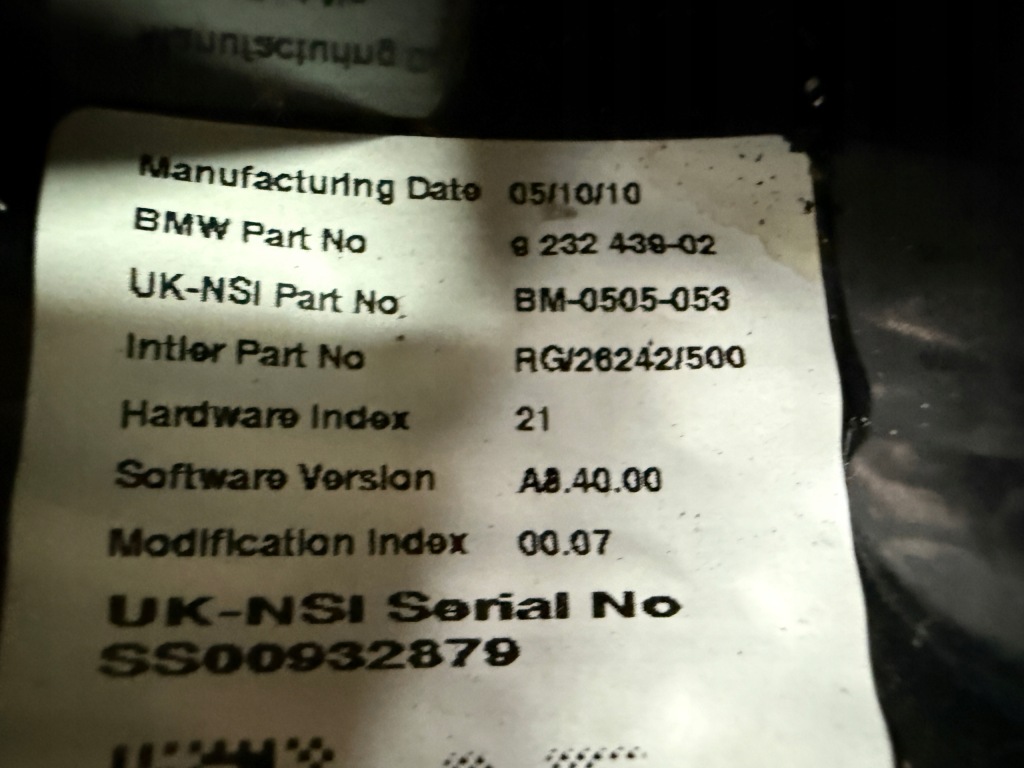 Manufacturing Date 05/10/10
BMW Part No 9 232 439-02
UK-NSI Part No. BM-0505-053
Intier Part No RG/26242/500
Hardware Index 21
Software Version A8.40.00
Modification Index 00.07
UK-NSI Serial No
SS00932879